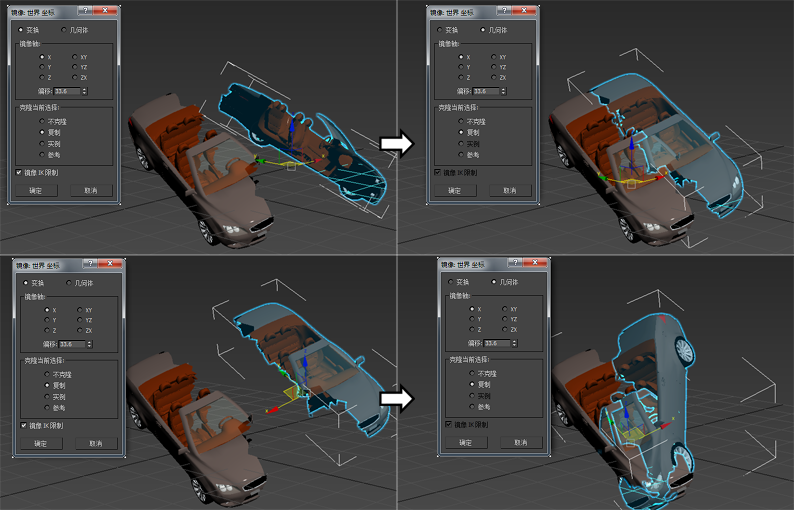 镜像: 世界 坐标
变换 几何体
镜像轴:
X XY
Y YZ
Z ZX
偏移: 33.6
克隆当前选择:
不克隆
复制
实例
参考
镜像 IK 限制
确定 取消
镜像: 世界 坐标
变换 几何体
镜像轴:
X XY
Y YZ
Z ZX
偏移: 33.6
克隆当前选择:
不克隆
复制
实例
参考
镜像 IK 限制
确定 取消
镜像: 世界 坐标
变换 几何体
镜像轴:
X XY
Y YZ
Z ZX
偏移: 33.6
克隆当前选择:
不克隆
复制
实例
参考
镜像 IK 限制
确定 取消
镜像: 世界 坐标
变换 几何体
镜像轴:
X XY
Y YZ
Z ZX
偏移: 33.6
克隆当前选择:
不克隆
复制
实例
参考
镜像 IK 限制
确定 取消